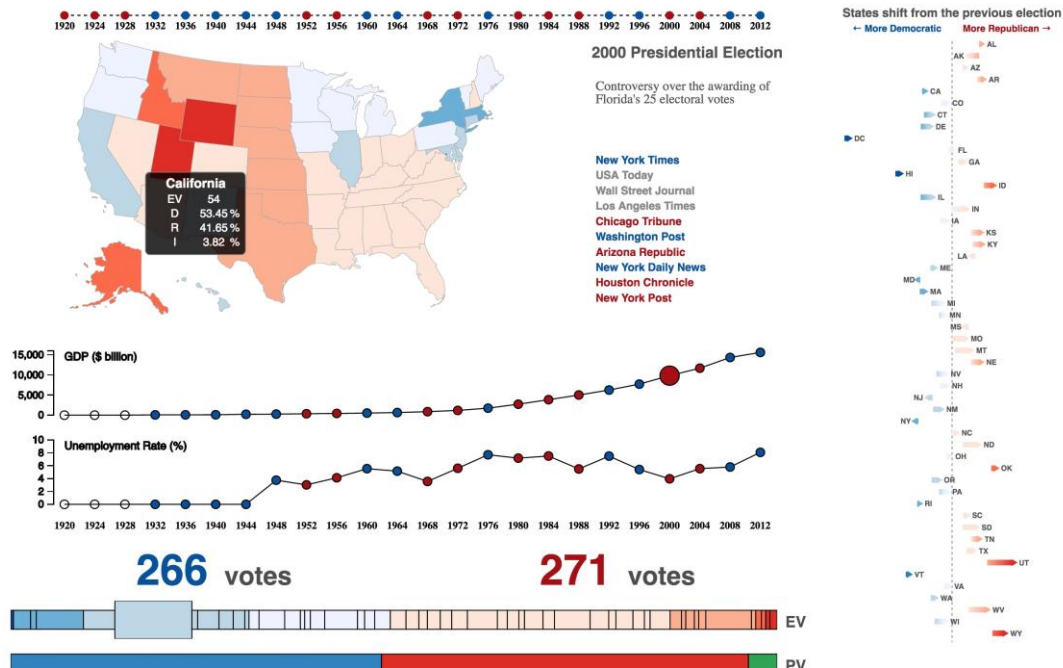 1920 1924 1928 1932 1936 1940 1944 1948 1952 1956 1960 1964 1968 1972 1976 1980 1984 1988 1992 1996 2000 2004 2008 2012
2000 Presidential Election
Controversy over the awarding of
Florida's 25 electoral votes
New York Times
USA Today
Wall Street Journal
Los Angeles Times
Chicago Tribune
Washington Post
Arizona Republic
New York Daily News
Houston Chronicle
New York Post
California
EV 54
D 53.45 %
R 41.65 %
I 3.82 %
GDP ($ billion)
15,000
10,000
5,000
0
Unemployment Rate (%)
10
8
6
4
2
0
1920 1924 1928 1932 1936 1940 1944 1948 1952 1956 1960 1964 1968 1972 1976 1980 1984 1988 1992 1996 2000 2004 2008 2012
266 votes
271 votes
EV
PV
States shift from the previous election
← More Democratic More Republican →
AL
AK
AZ
AR
CA
CO
CT
DE
DC
FL
GA
HI
ID
IL
IN
IA
KS
KY
LA
ME
MD
MA
MI
MN
MS
MO
MT
NE
NV
NH
NJ
NM
NY
NC
ND
OH
OK
OR
PA
RI
SC
SD
TN
TX
UT
VT
VA
WA
WV
WI
WY